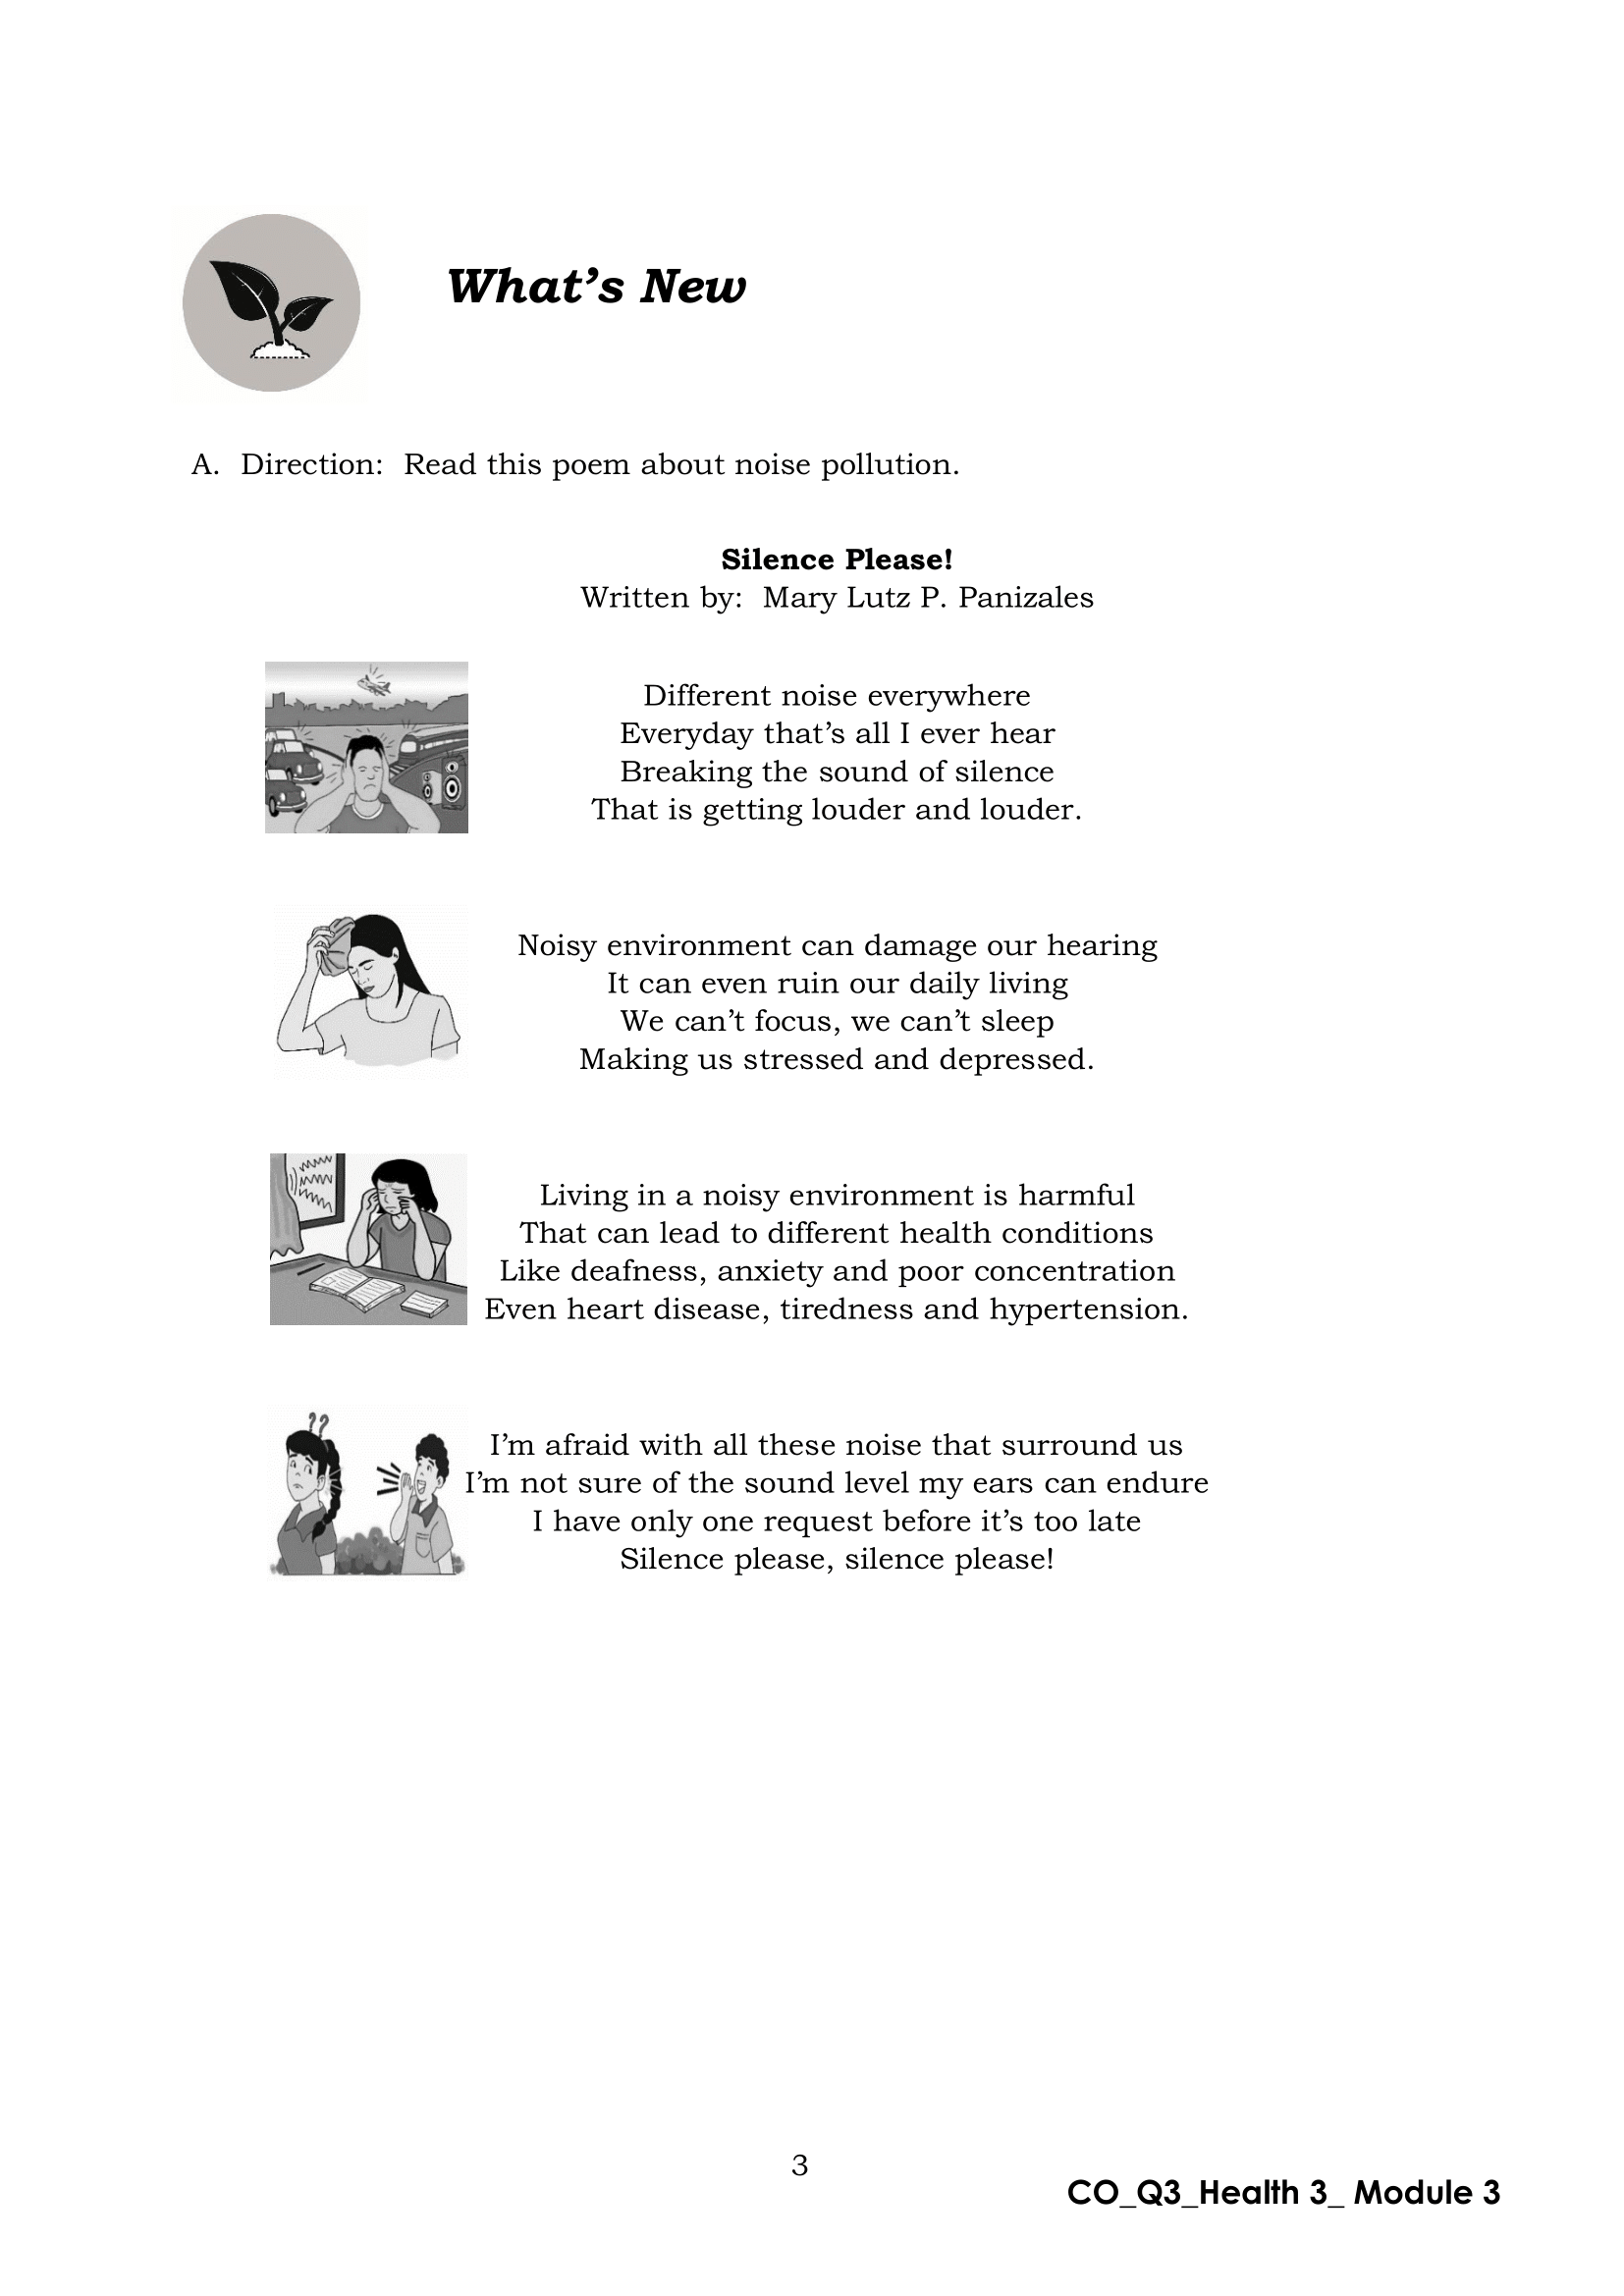 What’s New
A. Direction: Read this poem about noise pollution.
Silence Please!
Written by: Mary Lutz P. Panizales
Different noise everywhere
Everyday that’s all I ever hear
Breaking the sound of silence
That is getting louder and louder.
Noisy environment can damage our hearing
It can even ruin our daily living
We can’t focus, we can’t sleep
Making us stressed and depressed.
Living in a noisy environment is harmful
That can lead to different health conditions
Like deafness, anxiety and poor concentration
Even heart disease, tiredness and hypertension.
??
I’m afraid with all these noise that surround us
I’m not sure of the sound level my ears can endure
I have only one request before it’s too late
Silence please, silence please!
3
CO_Q3_Health 3_ Module 3